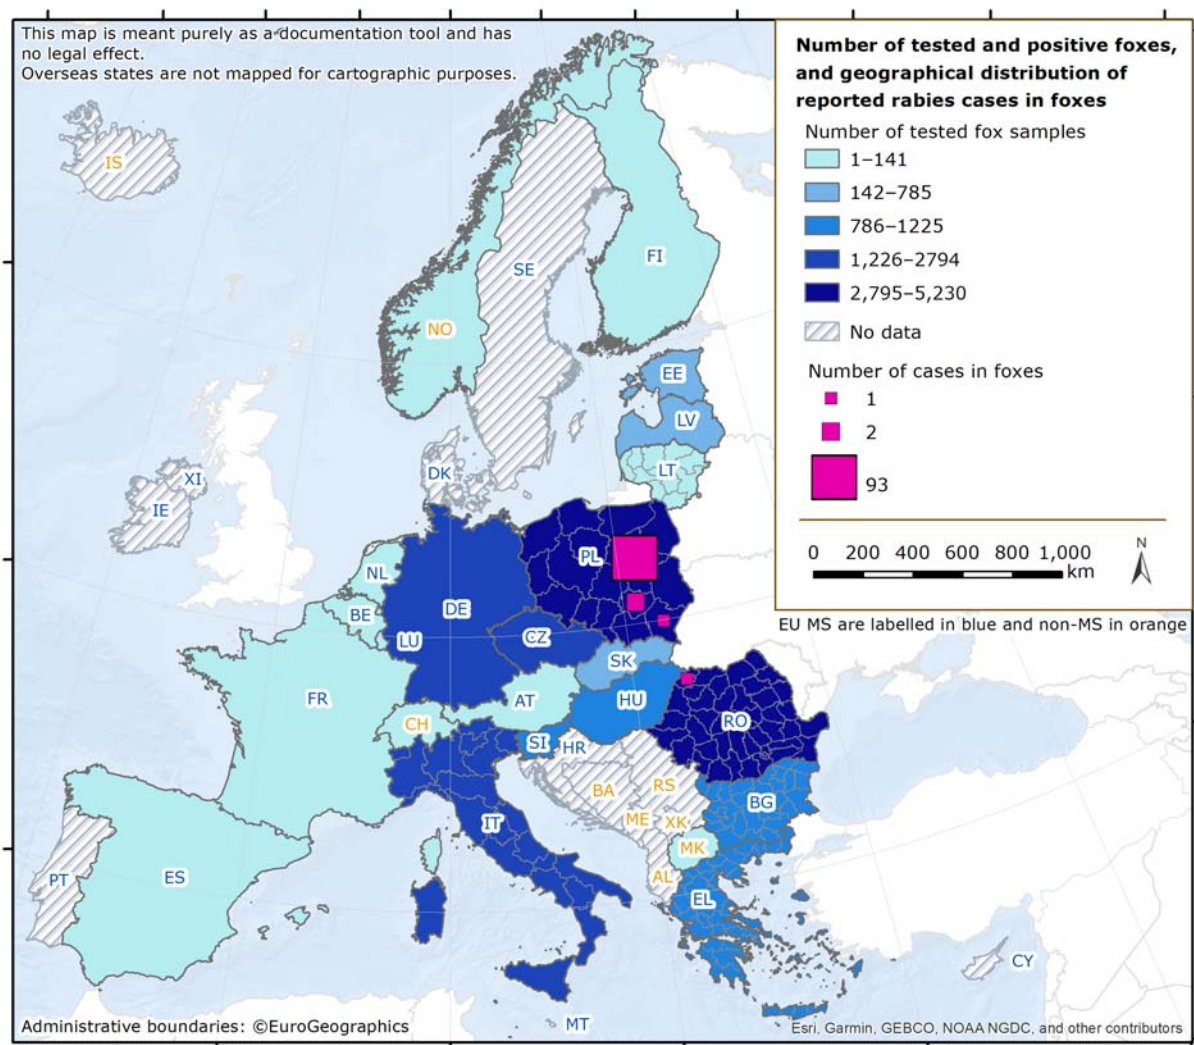 This map is meant purely as a documentation tool and has
no legal effect.
Overseas states are not mapped for cartographic purposes.
Number of tested and positive foxes,
and geographical distribution of
reported rabies cases in foxes
Number of tested fox samples
1–141
142–785
786–1225
1,226–2794
2,795–5,230
No data
Number of cases in foxes
1
2
93
0 200 400 600 800 1,000
km
N
EU MS are labelled in blue and non-MS in orange
IS
SE
FI
NO
EE
LV
LT
DK
XI
IE
PL
NL
BE
DE
LU
CZ
SK
FR
AT
HU
CH
SI
HR
RO
BA
RS
ME
XK
BG
IT
MK
AL
PT
ES
EL
CY
MT
Administrative boundaries: ©EuroGeographics
Esri, Garmin, GEBCO, NOAA NGDC, and other contributors